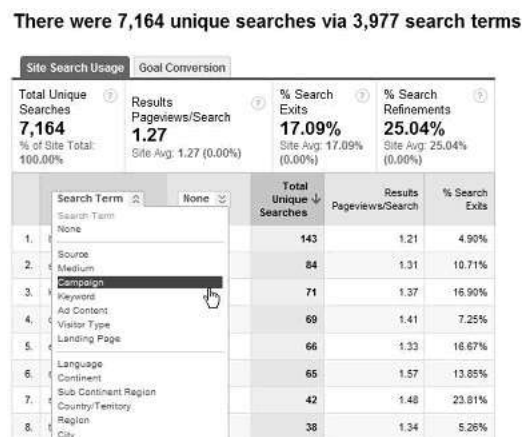 There were 7,164 unique searches via 3,977 search terms
Site Search Usage Goal Conversion
Total Unique Searches
7,164
% of Site Total:
100.00%
Results
Pageviews/Search
1.27
Site Avg: 1.27 (0.00%)
% Search
Exits
17.09%
Site Avg: 17.09%
(0.00%)
% Search
Refinements
25.04%
Site Avg: 25.04%
(0.00%)
Search Term None
Total
Unique
Searches
Results
Pageviews/Search
% Search
Exits
Search Term
None
Source
Medium
Campaign
Keyword
Ad Content
Visitor Type
Landing Page
Language
Continent
Sub Continent Region
Country/Territory
Region
City
1. 143 1.21 4.90%
2. 84 1.31 10.71%
3. 71 1.37 16.90%
4. 69 1.41 7.25%
5. 66 1.33 16.67%
6. 65 1.57 13.85%
7. 42 1.48 23.81%
8. 38 1.34 5.26%